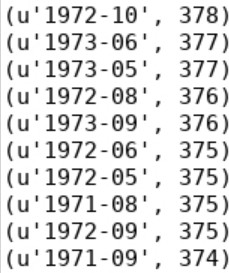 (u'1972-10', 378)
(u'1973-06', 377)
(u'1973-05', 377)
(u'1972-08', 376)
(u'1973-09', 376)
(u'1972-06', 375)
(u'1972-05', 375)
(u'1971-08', 375)
(u'1972-09', 375)
(u'1971-09', 374)